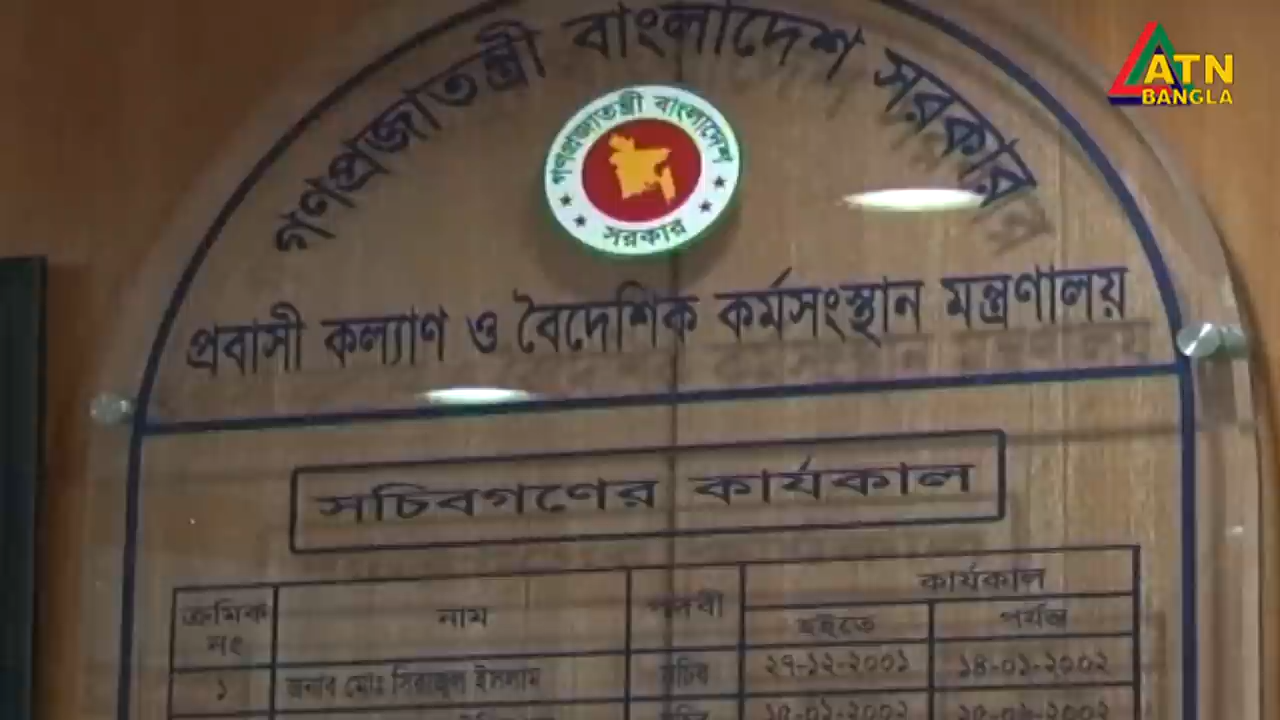 গণপ্রজাতন্ত্রী বাংলাদেশ সরকার
ATN
BANGLA
গণপ্রজাতন্ত্রী বাংলাদেশ
সরকার
প্রবাসী কল্যাণ ও বৈদেশিক কর্মসংস্থান মন্ত্রণালয়
সচিবগণের কার্যকাল
ক্রমিক নং নাম পদবী কার্যকাল
হইতে পর্যন্ত
১ জনাব মোঃ সিরাজুল ইসলাম সচিব ২৭-১২-২০০১ ১৪-০১-২০০২